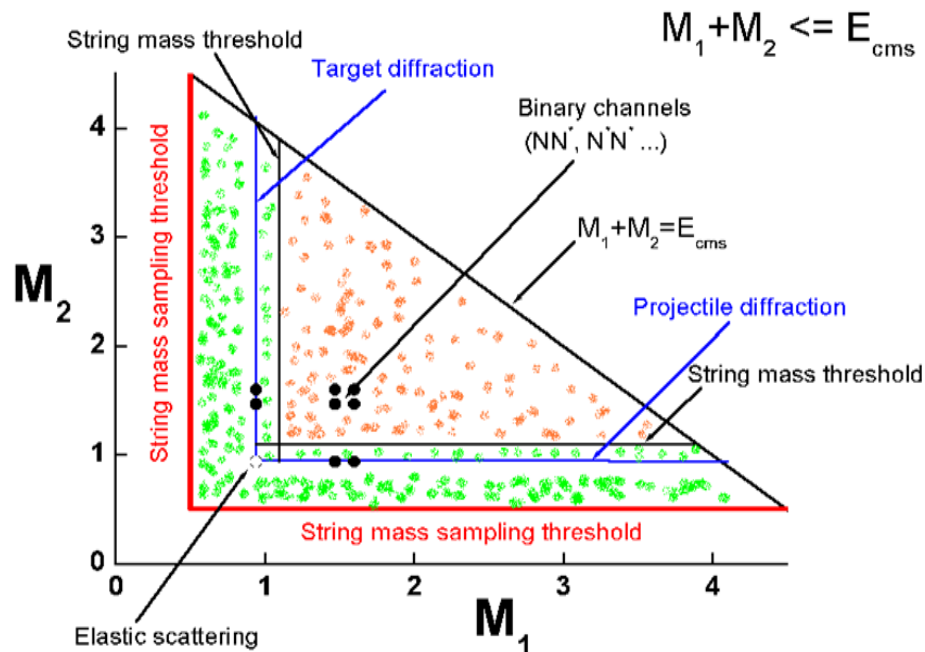 M₁+M₂ <= E_cms
String mass threshold
Target diffraction
Binary channels
(NN*, N*N* ...)
4
3
2
1
0
M₂
String mass sampling threshold
M₁+M₂=E_cms
Projectile diffraction
String mass threshold
String mass sampling threshold
0 1 2 3 4
Elastic scattering
M₁